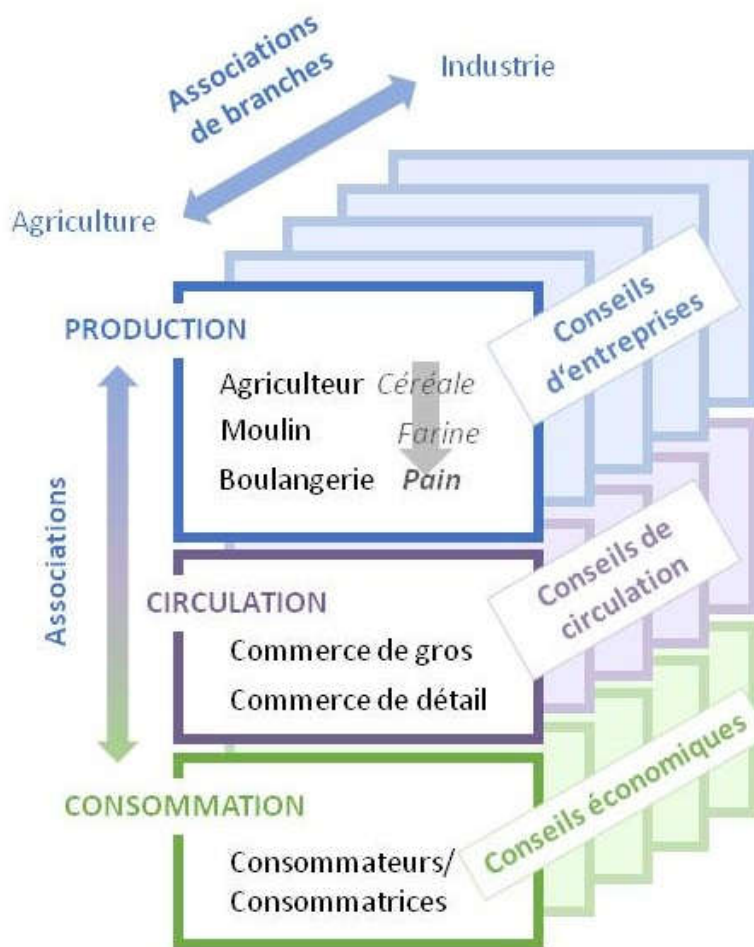 Associations
de branches
Industrie
Agriculture
PRODUCTION
Agriculteur Céréale
Moulin Farine
Boulangerie Pain
Conseils
d'entreprises
Associations
CIRCULATION
Commerce de gros
Commerce de détail
Conseils de
circulation
CONSOMMATION
Consommateurs/
Consommatrices
Conseils économiques